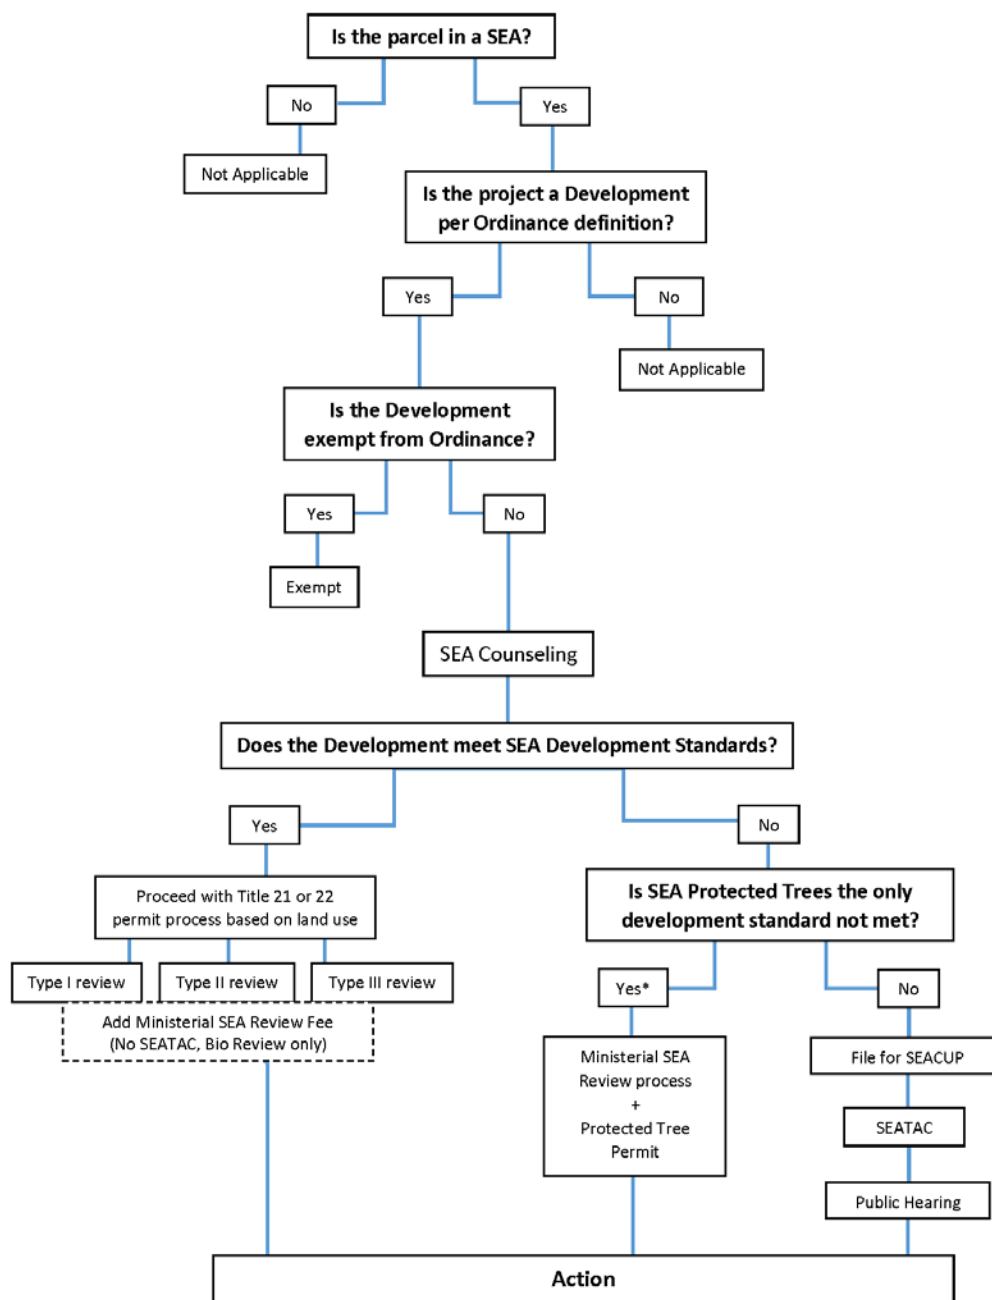 Is the parcel in a SEA?
No
Yes
Not Applicable
Is the project a Development
per Ordinance definition?
Yes
No
Not Applicable
Is the Development
exempt from Ordinance?
Yes
No
Exempt
SEA Counseling
Does the Development meet SEA Development Standards?
Yes
No
Proceed with Title 21 or 22
permit process based on land use
Is SEA Protected Trees the only
development standard not met?
Type I review
Type II review
Type III review
Yes*
No
Add Ministerial SEA Review Fee
(No SEATAC, Bio Review only)
Ministerial SEA
Review process
+
Protected Tree
Permit
File for SEACUP
SEATAC
Public Hearing
Action